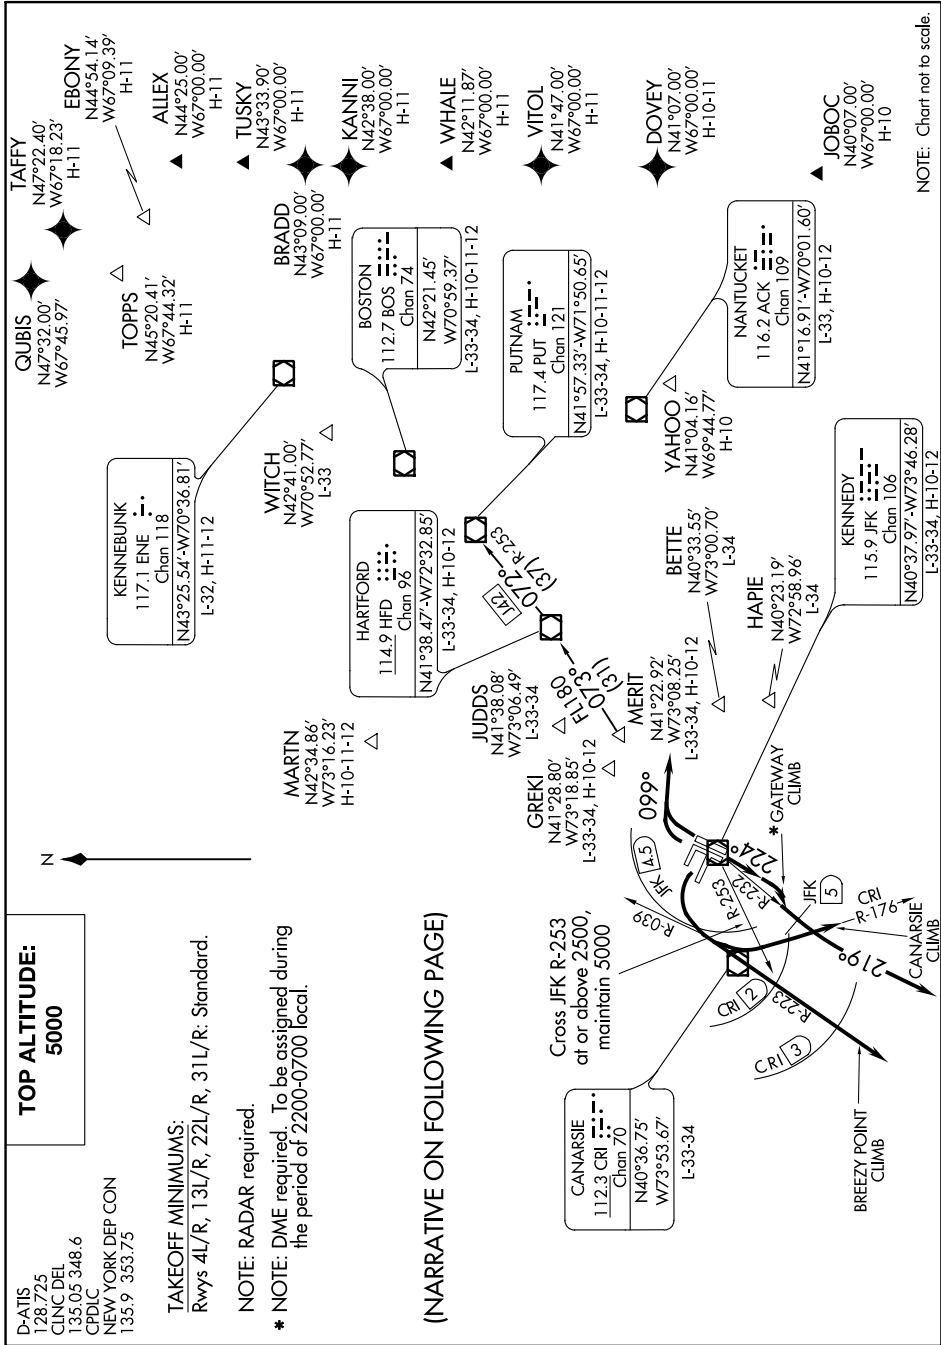 D-ATIS
128.725
CLNC DEL
135.05 348.6
CPDLC
NEW YORK DEP CON
135.9 353.75
TOP ALTITUDE:
5000
TAKEOFF MINIMUMS:
Rwys 4L/R, 13L/R, 22L/R, 31L/R: Standard.
NOTE: RADAR required.
* NOTE: DME required. To be assigned during
the period of 2200-0700 local.
(NARRATIVE ON FOLLOWING PAGE)
N
QUBIS
N47°32.00'
W67°45.97'
TAFFY
N47°22.40'
W67°18.23'
H-11
TOPPS
N45°20.41'
W67°44.32'
H-11
EBONY
N44°54.14'
W67°09.39'
H-11
ALLEX
N44°25.00'
W67°00.00'
H-11
TUSKY
N43°33.90'
W67°00.00'
H-11
BRADD
N43°09.00'
W67°00.00'
H-11
KANNI
N42°38.00'
W67°00.00'
H-11
WHALE
N42°11.87'
W67°00.00'
H-11
VITOL
N41°47.00'
W67°00.00'
H-11
DOVEY
N41°07.00'
W67°00.00'
H-10-11
JOBOC
N40°07.00'
W67°00.00'
H-10
KENNEBUNK
117.1 ENE
Chan 118
N43°25.54'-W70°36.81'
L-32, H-11-12
WITCH
N42°41.00'
W70°52.77'
L-33
BOSTON
112.7 BOS
Chan 74
N42°21.45'
W70°59.37'
L-33-34, H-10-11-12
PUTNAM
117.4 PUT
Chan 121
N41°57.33'-W71°50.65'
L-33-34, H-10-11-12
NANTUCKET
116.2 ACK
Chan 109
N41°16.91'-W70°01.60'
L-33, H-10-12
YAHOO
N41°04.16'
W69°44.77'
H-10
MARTN
N42°34.86'
W73°16.23'
H-10-11-12
HARTFORD
114.9 HFD
Chan 96
N41°38.47'-W72°32.85'
L-33-34, H-10-12
R-253
072°
(37)
J42
JUDDS
N41°38.08'
W73°06.49'
L-33-34
FL180
073°
(31)
GREKI
N41°28.80'
W73°18.85'
L-33-34, H-10-12
MERIT
N41°22.92'
W73°08.25'
L-33-34, H-10-12
BETTE
N40°33.55'
W73°00.70'
L-34
HAPIE
N40°23.19'
W72°58.96'
L-34
KENNEDY
115.9 JFK
Chan 106
N40°37.97'-W73°46.28'
L-33-34, H-10-12
099°
JFK 4.5
R-039
Cross JFK R-253
at or above 2500,
maintain 5000
R-253
R-232
224°
* GATEWAY
CLIMB
JFK
5
CRI
R-176
CANARSIE
CLIMB
219°
R-223
CRI 2
CRI 3
BREEZY POINT
CLIMB
CANARSIE
112.3 CRI
Chan 70
N40°36.75'
W73°53.67'
L-33-34
NOTE: Chart not to scale.